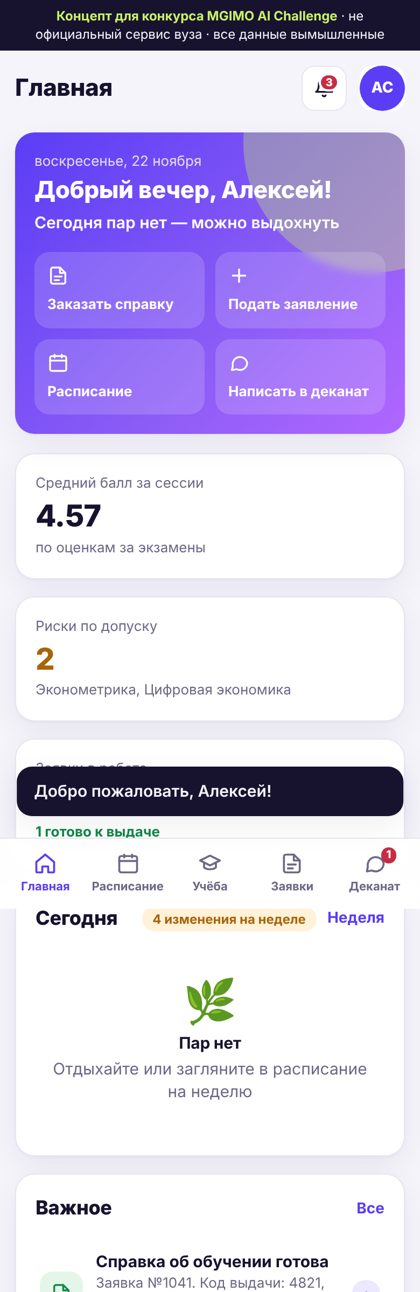 Концепт для конкурса MGIMO AI Challenge · не
официальный сервис вуза · все данные вымышленные
Главная
3
АС
воскресенье, 22 ноября
Добрый вечер, Алексей!
Сегодня пар нет — можно выдохнуть
Заказать справку
Подать заявление
Расписание
Написать в деканат
Средний балл за сессии
4.57
по оценкам за экзамены
Риски по допуску
2
Эконометрика, Цифровая экономика
Заявки в работе
Добро пожаловать, Алексей!
1 готово к выдаче
1
Главная
Расписание
Учёба
Заявки
Деканат
Сегодня
4 изменения на неделе
Неделя
Пар нет
Отдыхайте или загляните в расписание
на неделю
Важное
Все
Справка об обучении готова
Заявка №1041. Код выдачи: 4821,